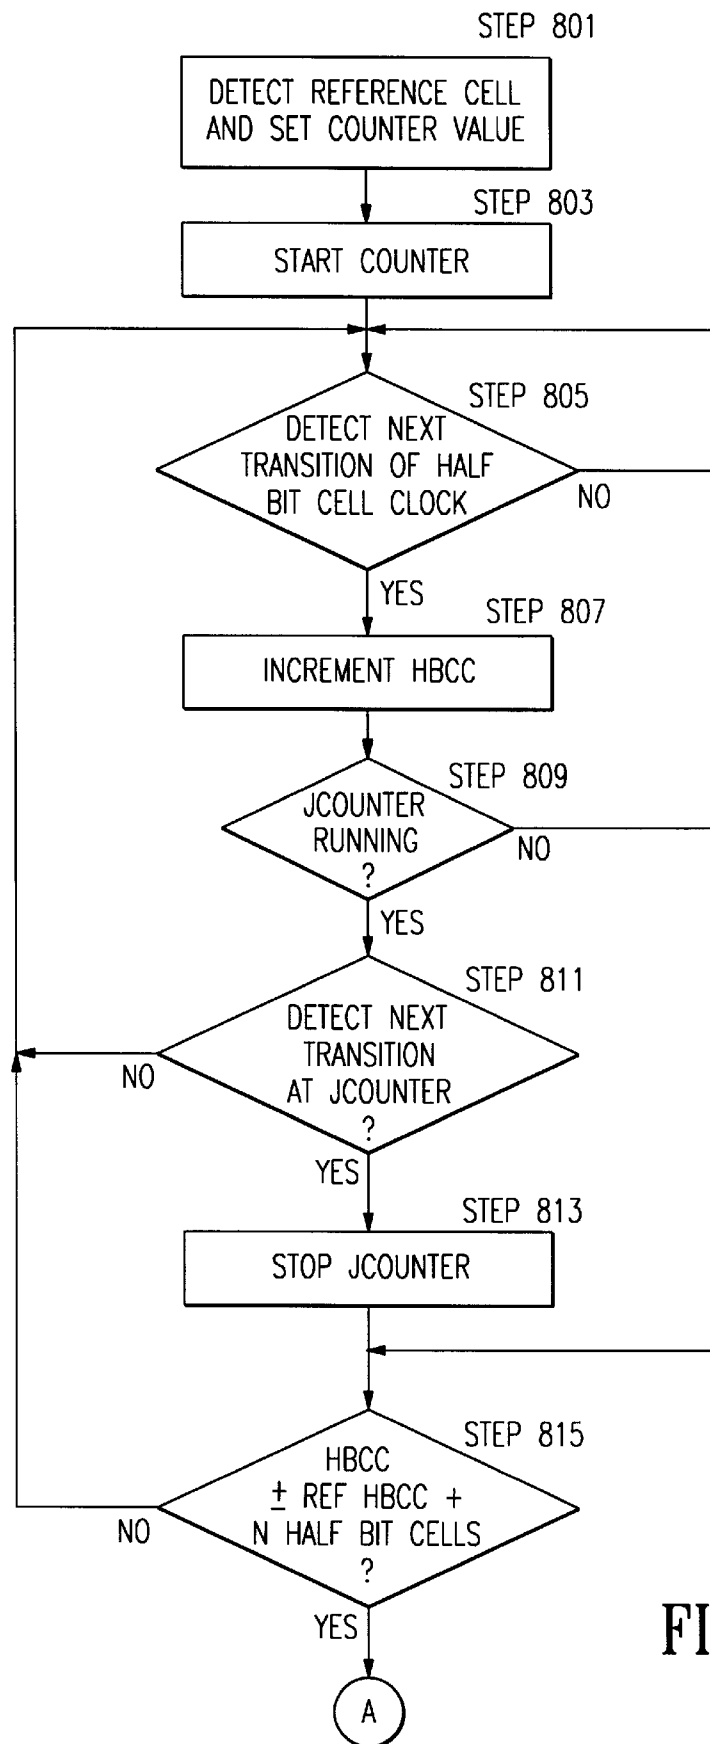 STEP 801
DETECT REFERENCE CELL
AND SET COUNTER VALUE
STEP 803
START COUNTER
STEP 805
DETECT NEXT
TRANSITION OF HALF
BIT CELL CLOCK
NO
YES
STEP 807
INCREMENT HBCC
STEP 809
JCOUNTER
RUNNING
?
NO
YES
STEP 811
DETECT NEXT
TRANSITION
AT JCOUNTER
?
NO
YES
STEP 813
STOP JCOUNTER
STEP 815
HBCC
± REF HBCC +
N HALF BIT CELLS
?
NO
YES
FI
A